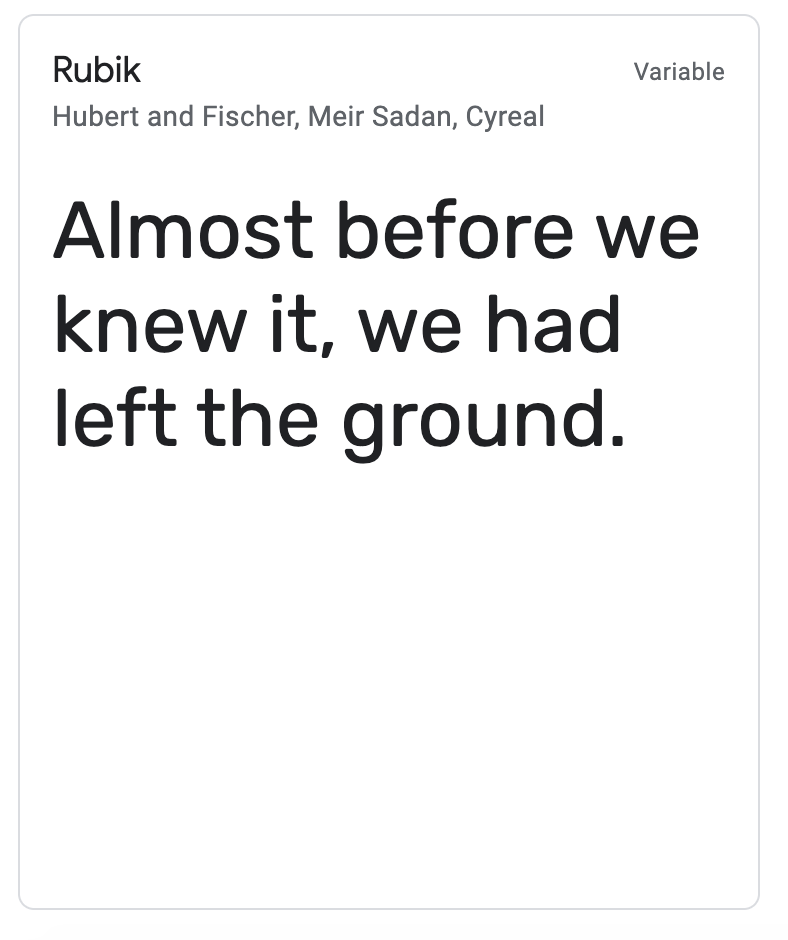 Rubik
Variable
Hubert and Fischer, Meir Sadan, Cyreal
Almost before we
knew it, we had
left the ground.